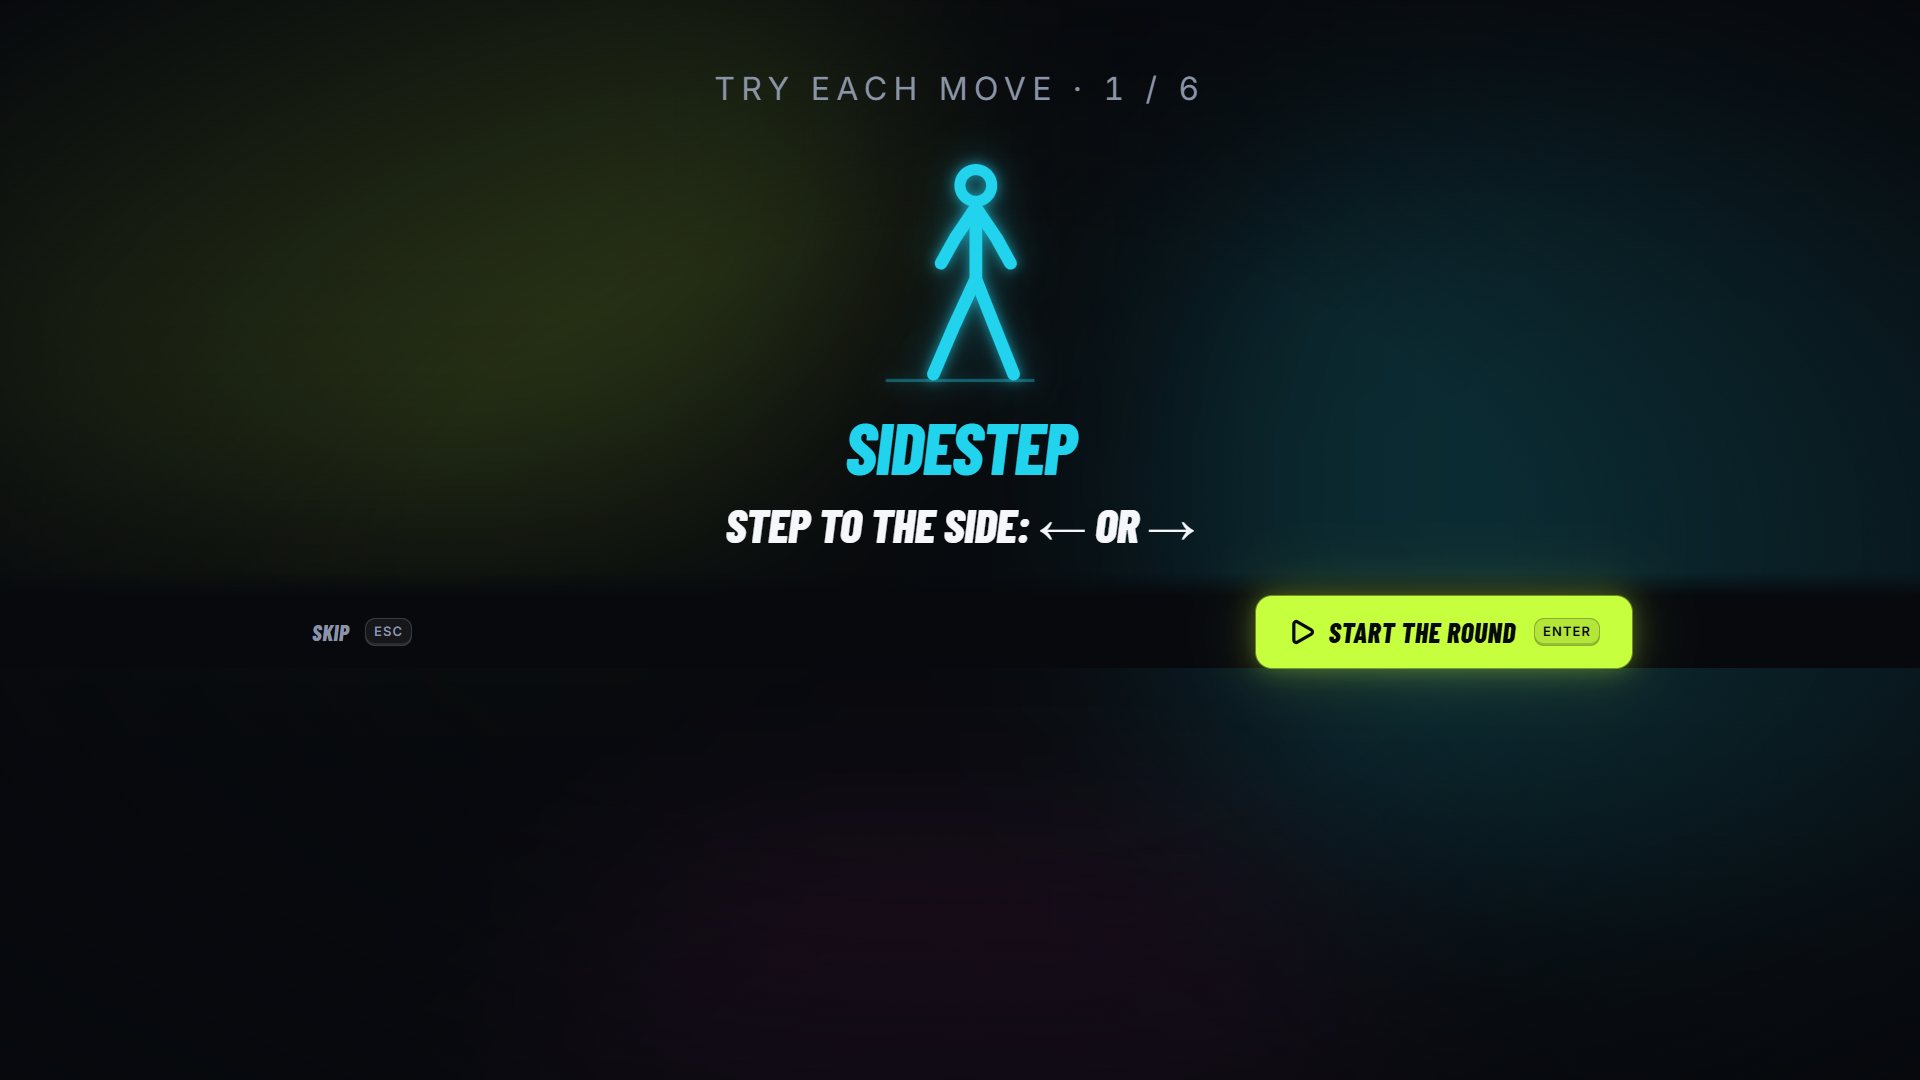 TRY EACH MOVE · 1 / 6
SIDESTEP
STEP TO THE SIDE: ← OR →
SKIP ESC
START THE ROUND ENTER